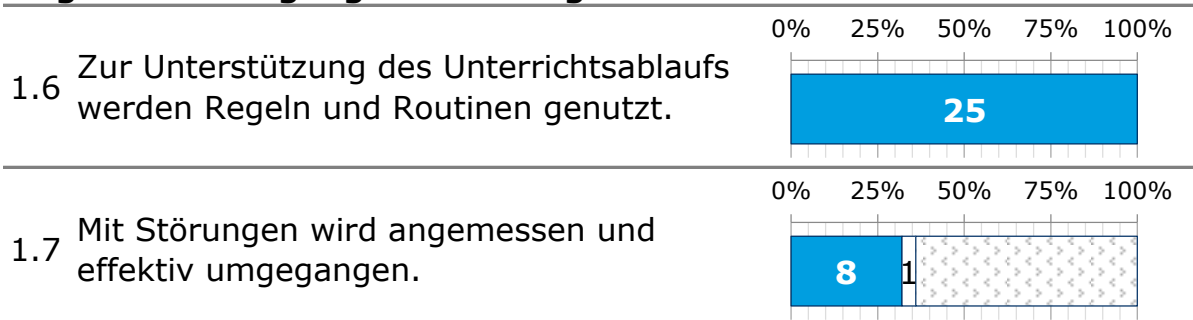 0% 25% 50% 75% 100%
1.6 Zur Unterstützung des Unterrichtsablaufs
werden Regeln und Routinen genutzt.
25
0% 25% 50% 75% 100%
1.7 Mit Störungen wird angemessen und
effektiv umgegangen.
8 1